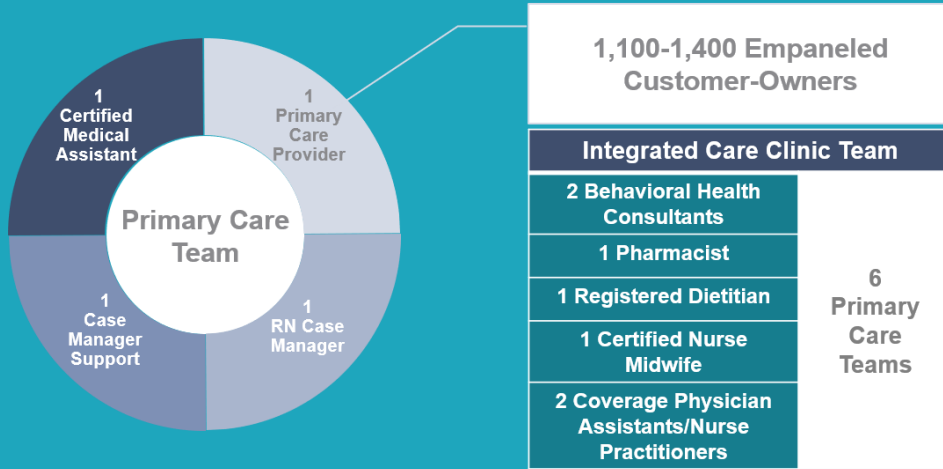 1
Certified
Medical
Assistant
1
Primary
Care
Provider
Primary Care
Team
1
Case
Manager
Support
1
RN Case
Manager
1,100-1,400 Empaneled
Customer-Owners
Integrated Care Clinic Team
2 Behavioral Health
Consultants
1 Pharmacist
1 Registered Dietitian
1 Certified Nurse
Midwife
2 Coverage Physician
Assistants/Nurse
Practitioners
6
Primary
Care
Teams